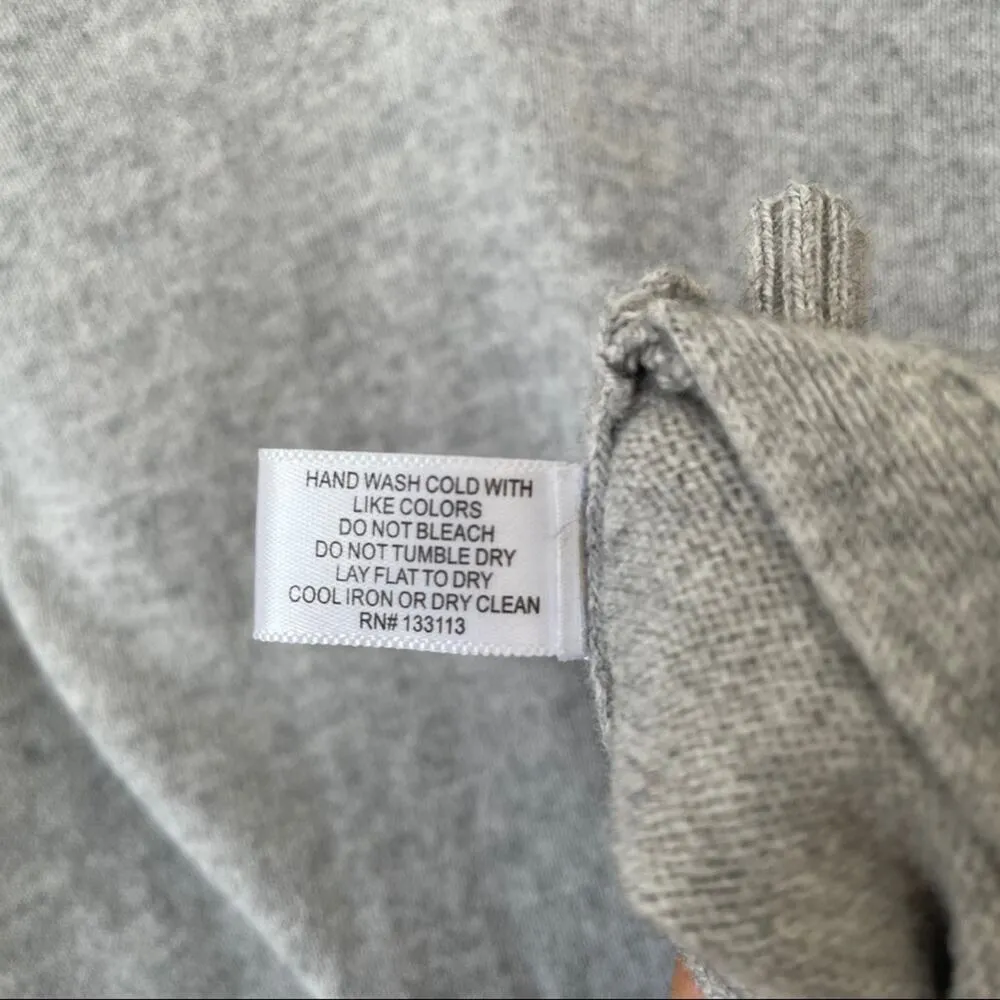 HAND WASH COLD WITH
LIKE COLORS
DO NOT BLEACH
DO NOT TUMBLE DRY
LAY FLAT TO DRY
COOL IRON OR DRY CLEAN
RN# 133113